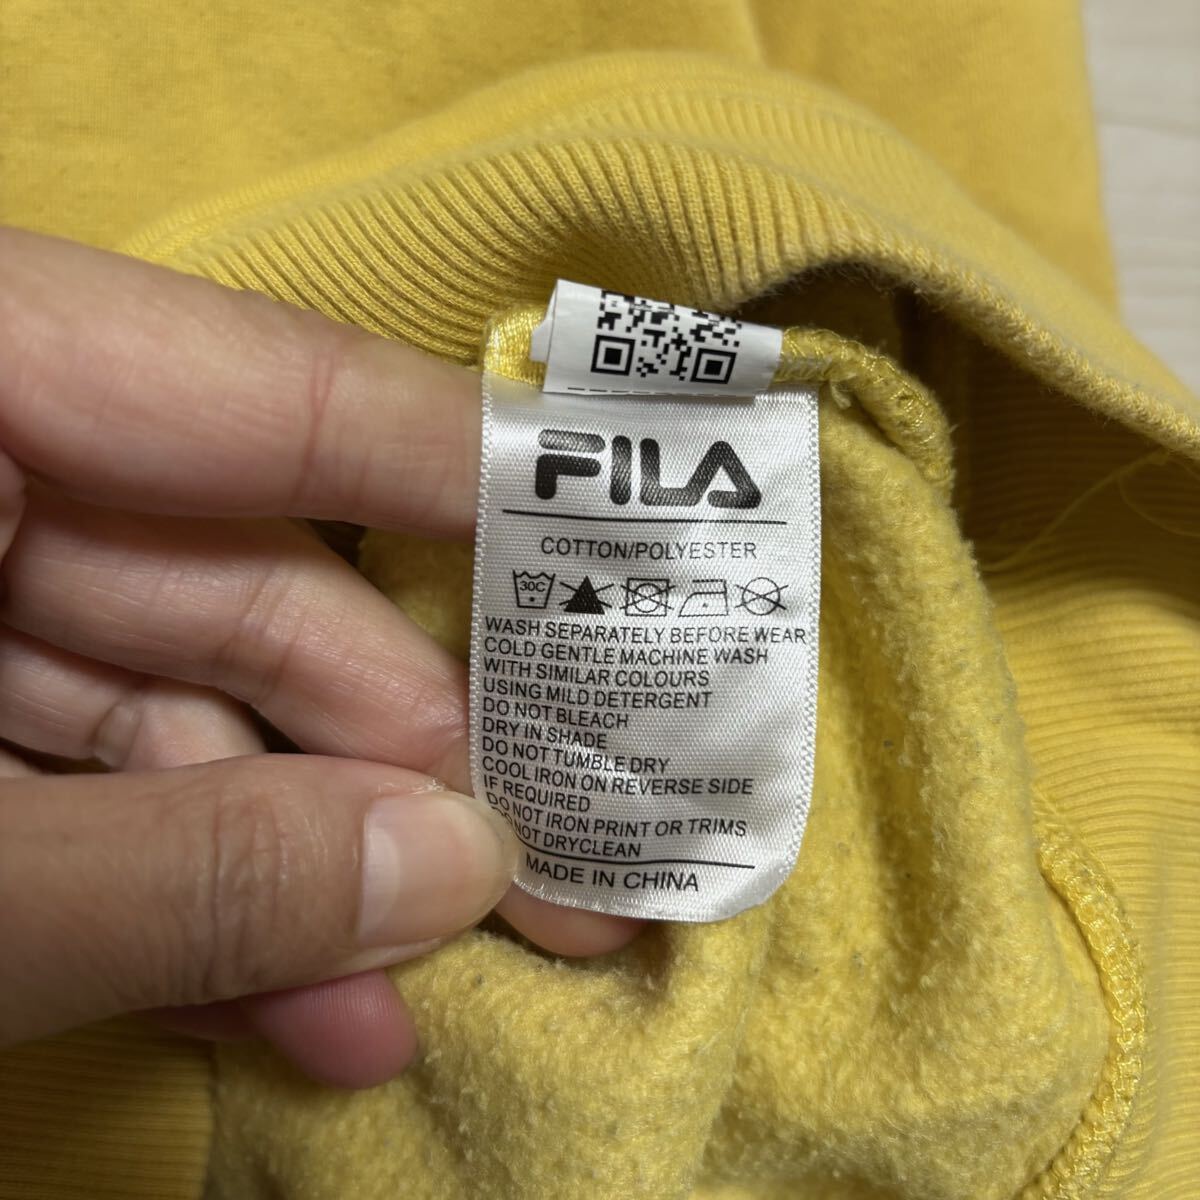 FILA
COTTON/POLYESTER
30C
WASH SEPARATELY BEFORE WEAR
COLD GENTLE MACHINE WASH
WITH SIMILAR COLOURS
USING MILD DETERGENT
DO NOT BLEACH
DRY IN SHADE
DO NOT TUMBLE DRY
COOL IRON ON REVERSE SIDE
IF REQUIRED
DO NOT IRON PRINT OR TRIMS
NOT DRYCLEAN
MADE IN CHINA